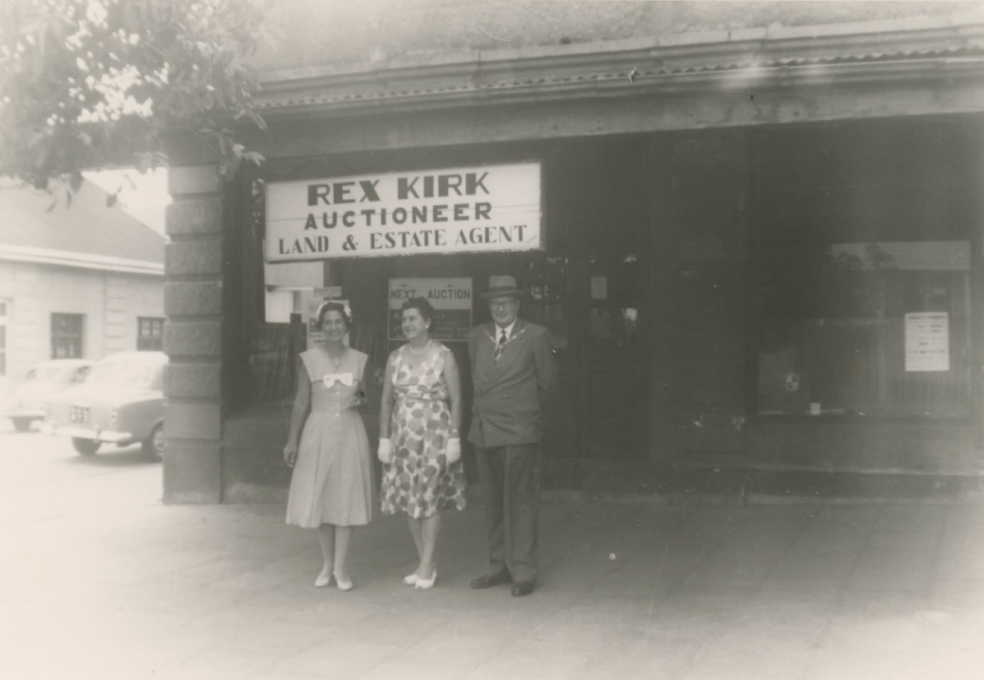 REX KIRK
AUCTIONEER
LAND & ESTATE AGENT
NEXT AUCTION